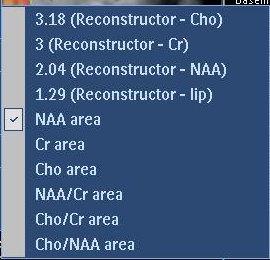 3.18 (Reconstructor - Cho)
3 (Reconstructor - Cr)
2.04 (Reconstructor - NAA)
1.29 (Reconstructor - lip)
NAA area
Cr area
Cho area
NAA/Cr area
Cho/Cr area
Cho/NAA area